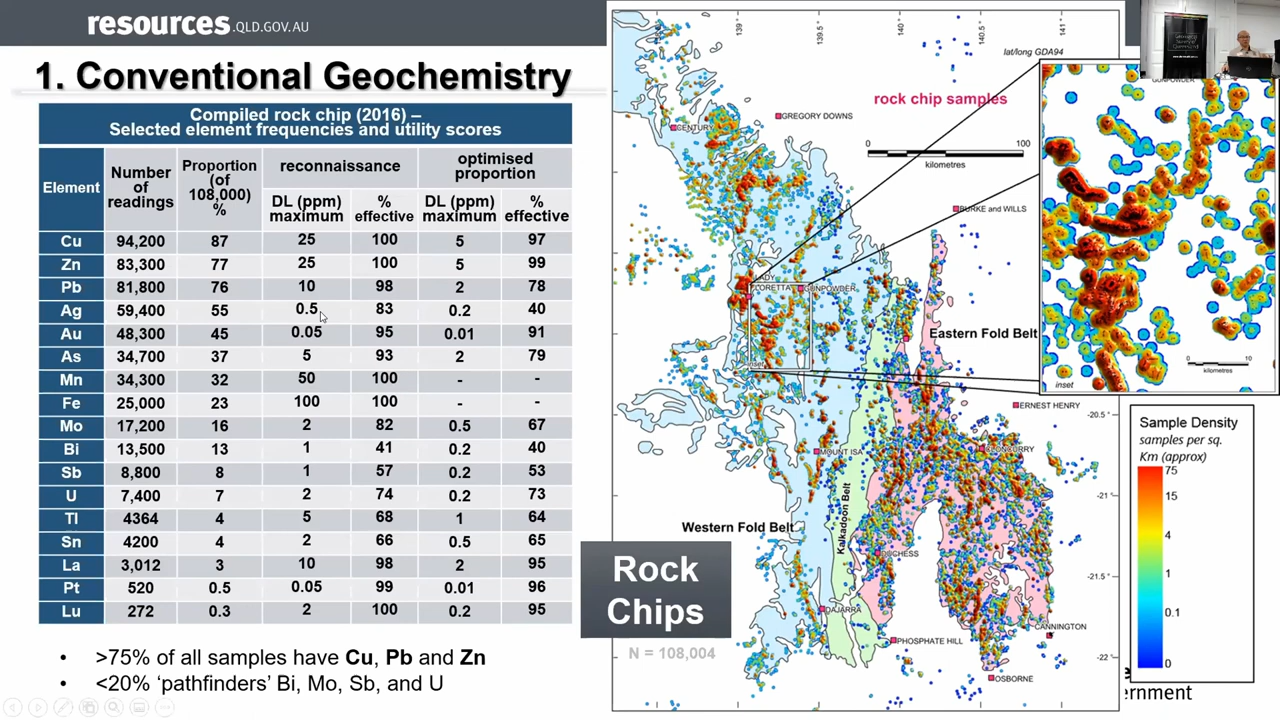 resources.QLD.GOV.AU
1. Conventional Geochemistry
Compiled rock chip (2016) –
Selected element frequencies and utility scores
Element
Number of readings
Proportion (of 108,000) %
reconnaissance
optimised proportion
DL (ppm) maximum
% effective
DL (ppm) maximum
% effective
Cu 94,200 87 25 100 5 97
Zn 83,300 77 25 100 5 99
Pb 81,800 76 10 98 2 78
Ag 59,400 55 0.5 83 0.2 40
Au 48,300 45 0.05 95 0.01 91
As 34,700 37 5 93 2 79
Mn 34,300 32 50 100 - -
Fe 25,000 23 100 100 - -
Mo 17,200 16 2 82 0.5 67
Bi 13,500 13 1 41 0.2 40
Sb 8,800 8 1 57 0.2 53
U 7,400 7 2 74 0.2 73
Tl 4364 4 5 68 1 64
Sn 4200 4 2 66 0.5 65
La 3,012 3 10 98 2 95
Pt 520 0.5 0.05 99 0.01 96
Lu 272 0.3 2 100 0.2 95
• >75% of all samples have Cu, Pb and Zn
• <20% 'pathfinders' Bi, Mo, Sb, and U
139 °
139.5 °
140 °
140.5 °
141 °
lat/long GDA94
rock chip samples
0 100
kilometres
GREGORY DOWNS
CENTURY
BURKE and WILLS
LADY
LORETTA
GUNPOWDER
Eastern Fold Belt
ERNEST HENRY
-20.5 °
MOUNT ISA
CLONCURRY
-21 °
Kalkadoon Belt
Western Fold Belt
DUCHESS
-21.5 °
DAJARRA
CANNINGTON
PHOSPHATE HILL
-22 °
OSBORNE
Rock
Chips
N = 108,004
GUNPOWDER
0 10
kilometres
inset
Sample Density
samples per sq.
Km (approx)
75
15
4
1
0.1
0
ernment